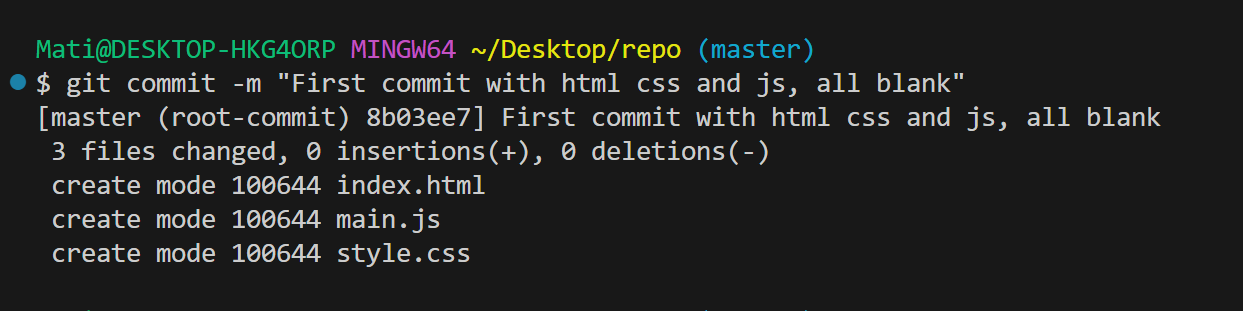 Mati@DESKTOP-HKG4ORP MINGW64 ~/Desktop/repo (master)
$ git commit -m "First commit with html css and js, all blank"
[master (root-commit) 8b03ee7] First commit with html css and js, all blank
 3 files changed, 0 insertions(+), 0 deletions(-)
 create mode 100644 index.html
 create mode 100644 main.js
 create mode 100644 style.css